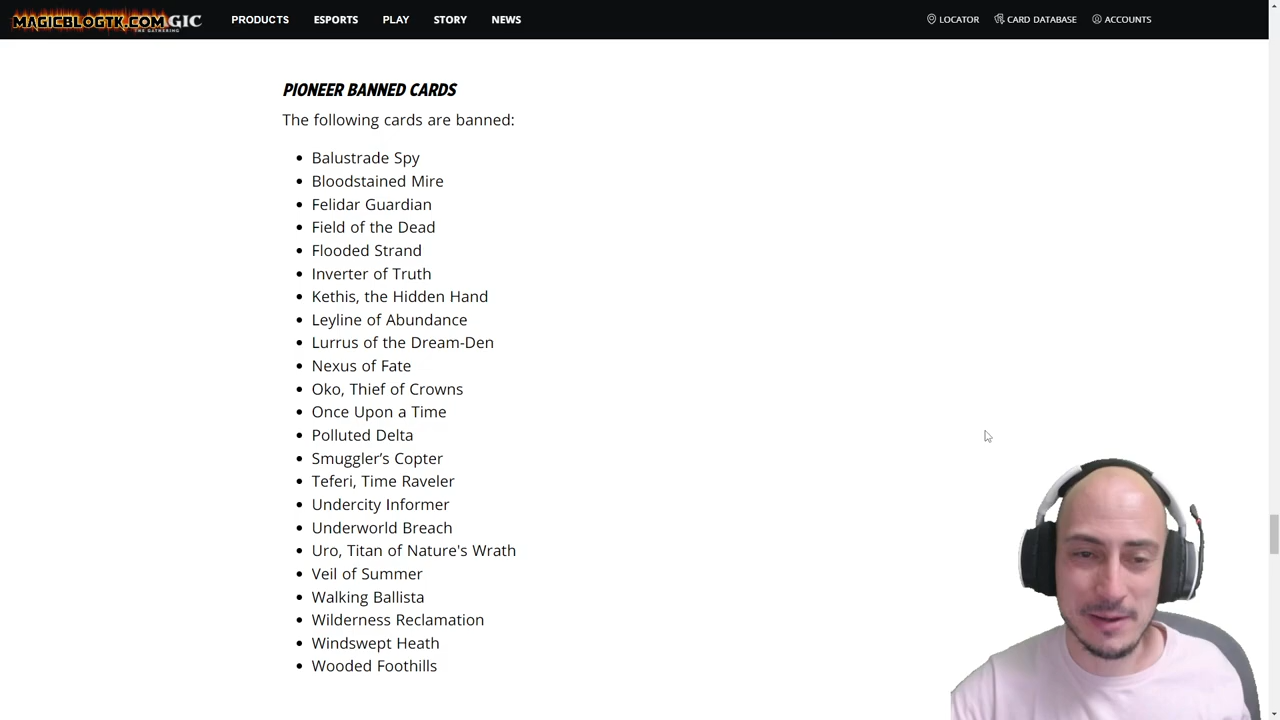 MAGICBLOGTK.COM GIC
THE GATHERING
PRODUCTS ESPORTS PLAY STORY NEWS LOCATOR CARD DATABASE ACCOUNTS
PIONEER BANNED CARDS
The following cards are banned:
• Balustrade Spy
• Bloodstained Mire
• Felidar Guardian
• Field of the Dead
• Flooded Strand
• Inverter of Truth
• Kethis, the Hidden Hand
• Leyline of Abundance
• Lurrus of the Dream-Den
• Nexus of Fate
• Oko, Thief of Crowns
• Once Upon a Time
• Polluted Delta
• Smuggler’s Copter
• Teferi, Time Raveler
• Undercity Informer
• Underworld Breach
• Uro, Titan of Nature's Wrath
• Veil of Summer
• Walking Ballista
• Wilderness Reclamation
• Windswept Heath
• Wooded Foothills